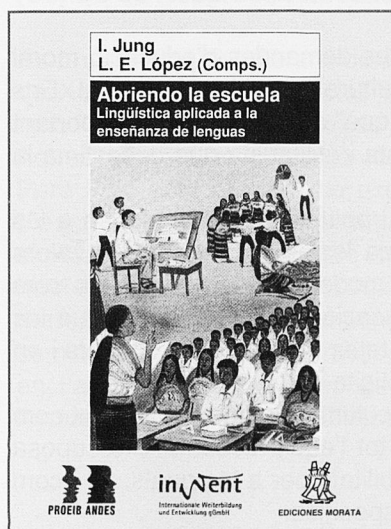 I. Jung
L. E. López (Comps.)
Abriendo la escuela
Lingüística aplicada a la
enseñanza de lenguas
PROEIB ANDES
inWent
Internationale Weiterbildung
und Entwicklung gGmbH
EDICIONES MORATA